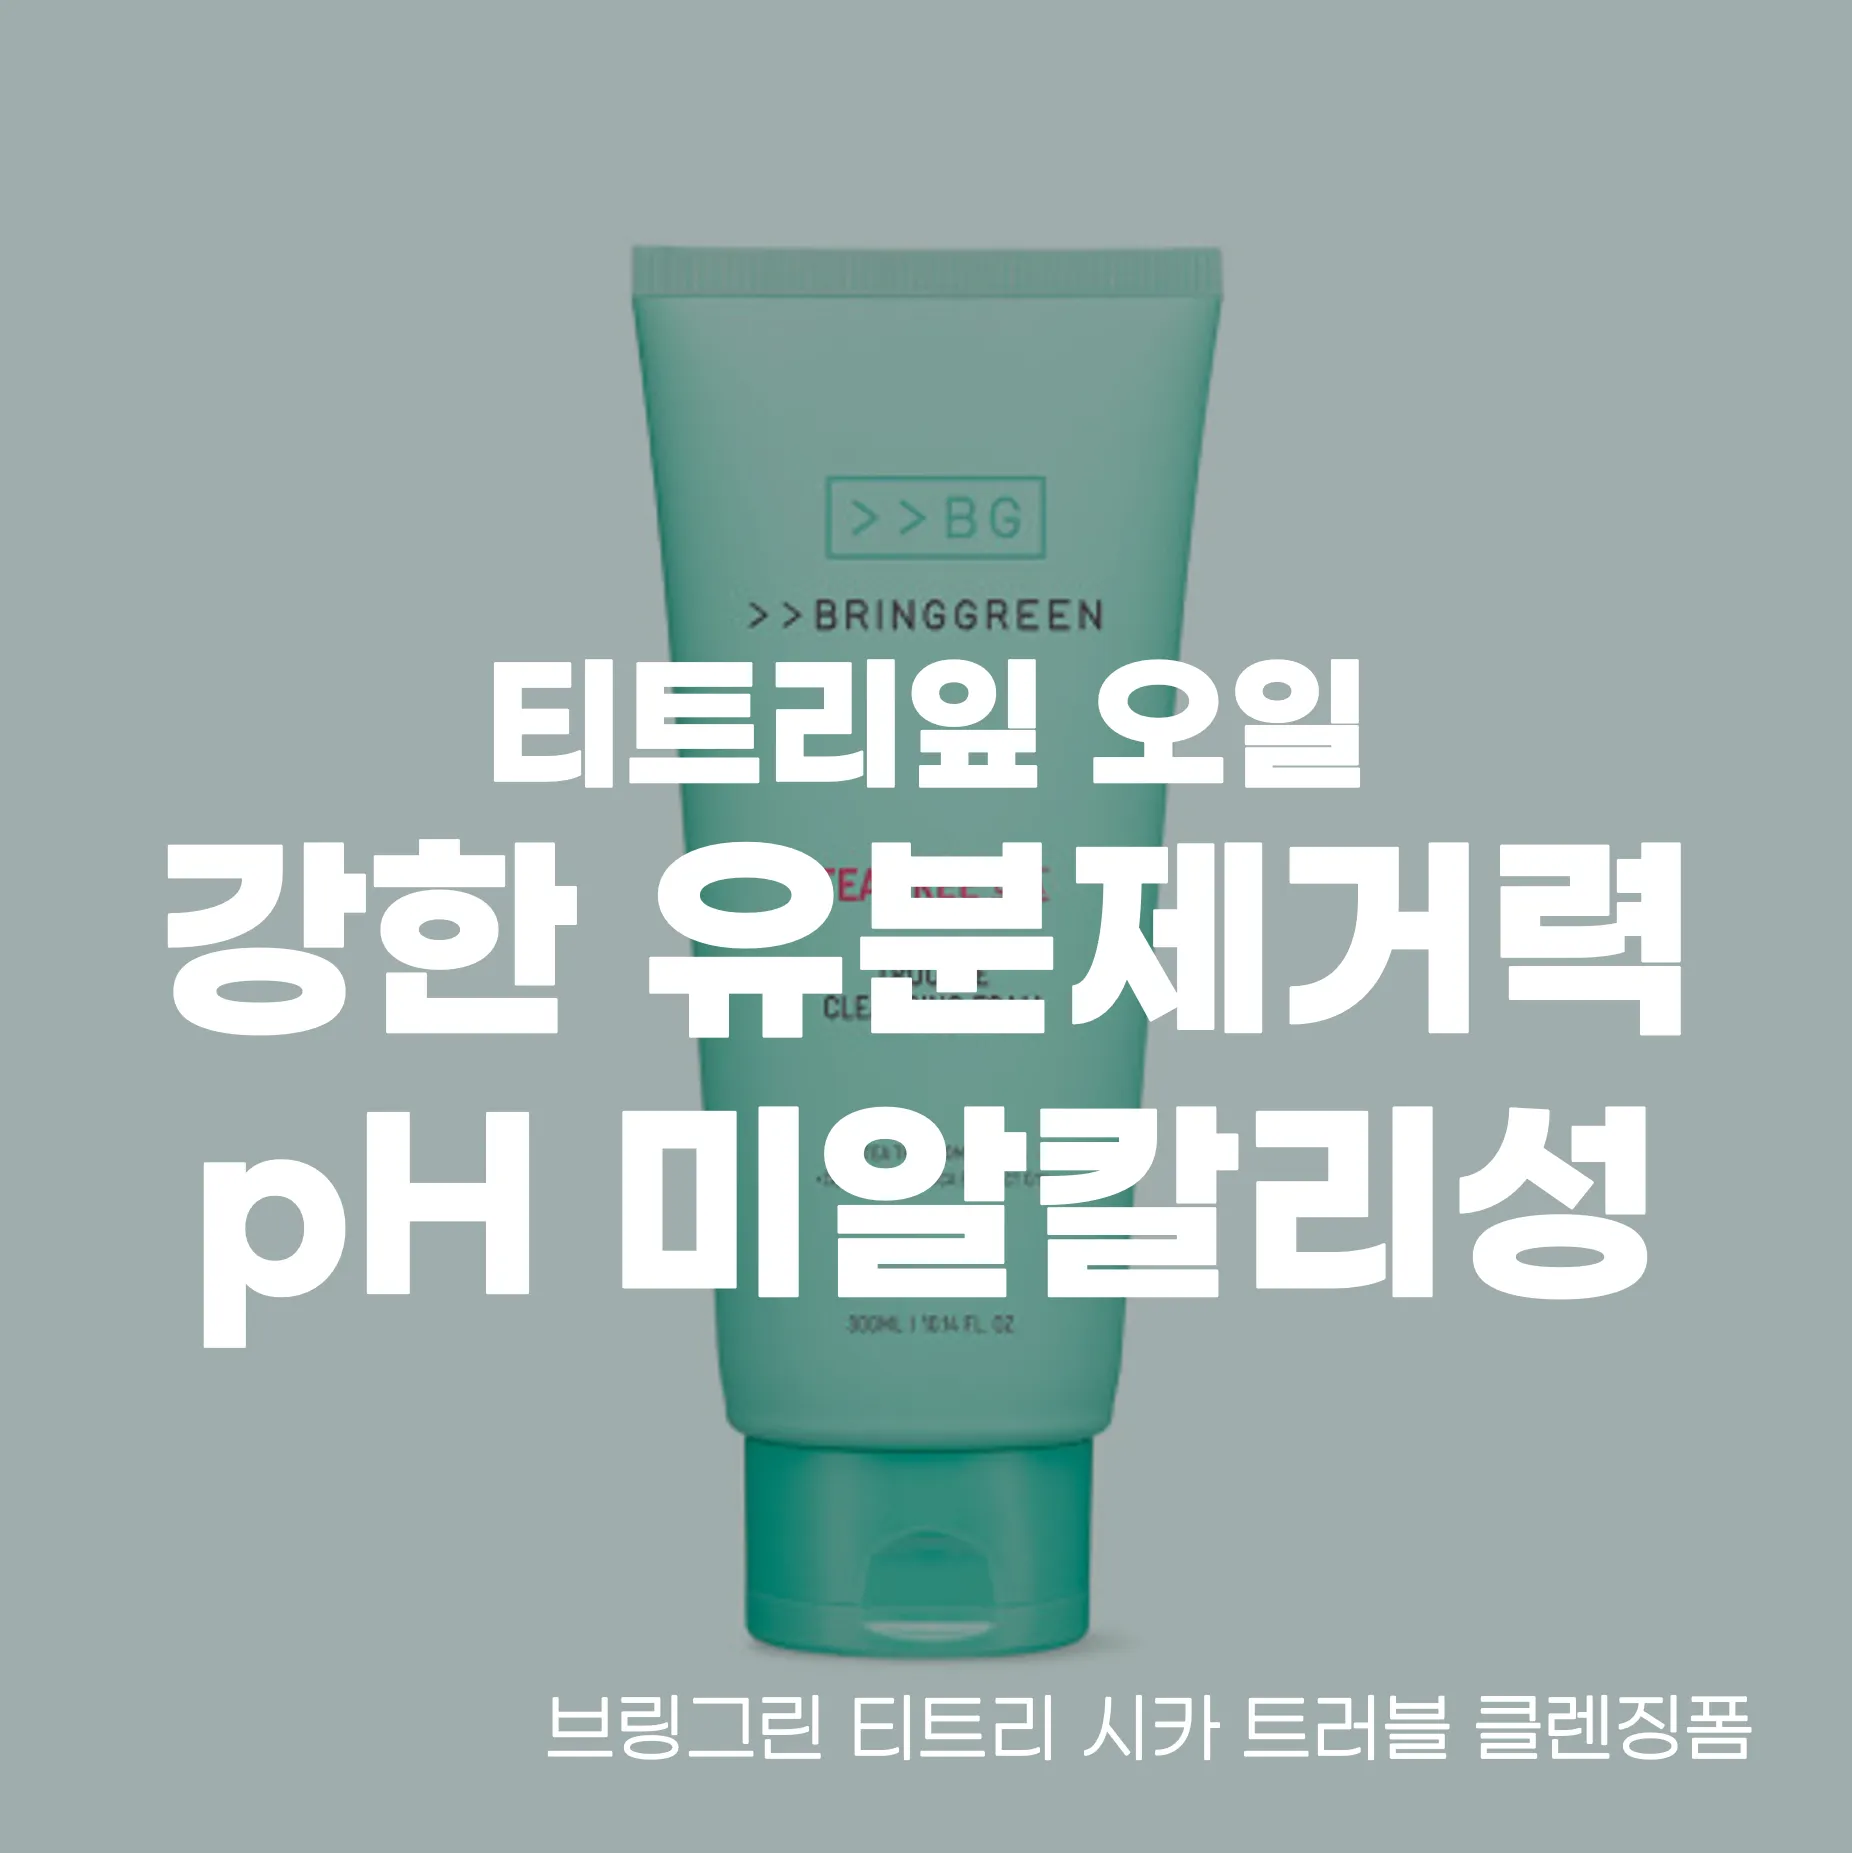 >>BG
>>BRINGGREEN
티트리잎 오일
강한 유분제거력
pH 미알칼리성
300ML | 10.14 FL. OZ
브링그린 티트리 시카 트러블 클렌징폼